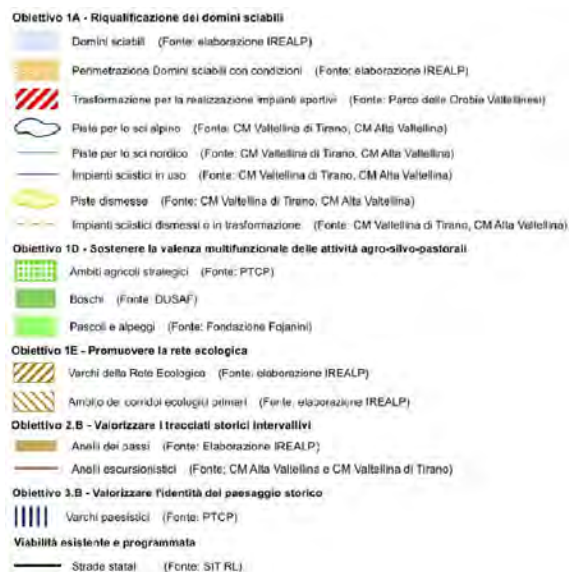 Obiettivo 1A - Riqualificazione dei domini sciabili
Domini sciabili (Fonte: elaborazione IREALP)
Perimetrazione Domini sciabili con condizioni (Fonte: elaborazione IREALP)
Trasformazione per la realizzazione impianti sportivi (Fonte: Parco delle Orobie Valtellinesi)
Piste per lo sci alpino (Fonte: CM Valtellina di Tirano, CM Alta Valtellina)
Piste per lo sci nordico (Fonte: CM Valtellina di Tirano, CM Alta Valtellina)
Impianti sciistici in uso (Fonte: CM Valtellina di Tirano, CM Alta Valtellina)
Piste dismesse (Fonte: CM Valtellina di Tirano, CM Alta Valtellina)
Impianti sciistici dismessi o in trasformazione (Fonte: CM Valtellina di Tirano, CM Alta Valtellina)
Obiettivo 1D - Sostenere la valenza multifunzionale delle attività agro-silvo-pastorali
Ambiti agricoli strategici (Fonte: PTCP)
Boschi (Fonte: DUSAF)
Pascoli e alpeggi (Fonte: Fondazione Fojanini)
Obiettivo 1E - Promuovere la rete ecologica
Varchi della Rete Ecologica (Fonte: elaborazione IREALP)
Ambito dei corridoi ecologici primari (Fonte: elaborazione IREALP)
Obiettivo 2.B - Valorizzare i tracciati storici intervallivi
Anelli dei passi (Fonte: Elaborazione IREALP)
Anelli escursionistici (Fonte: CM Alta Valtellina e CM Valtellina di Tirano)
Obiettivo 3.B - Valorizzare l'identità del paesaggio storico
Varchi paesistici (Fonte: PTCP)
Viabilità esistente e programmata
Strade statal (Fonte: SIT RL)